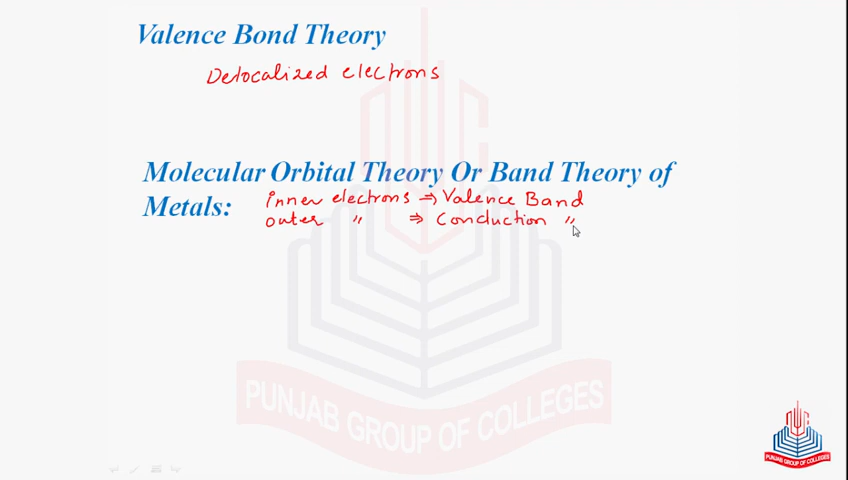 Valence Bond Theory
Delocalized electrons
Molecular Orbital Theory Or Band Theory of
Metals:
inner electrons → Valence Band
outer " ⇒ Conduction "
PUNJAB GROUP OF COLLEGES
PUNJAB GROUP OF COLLEGES